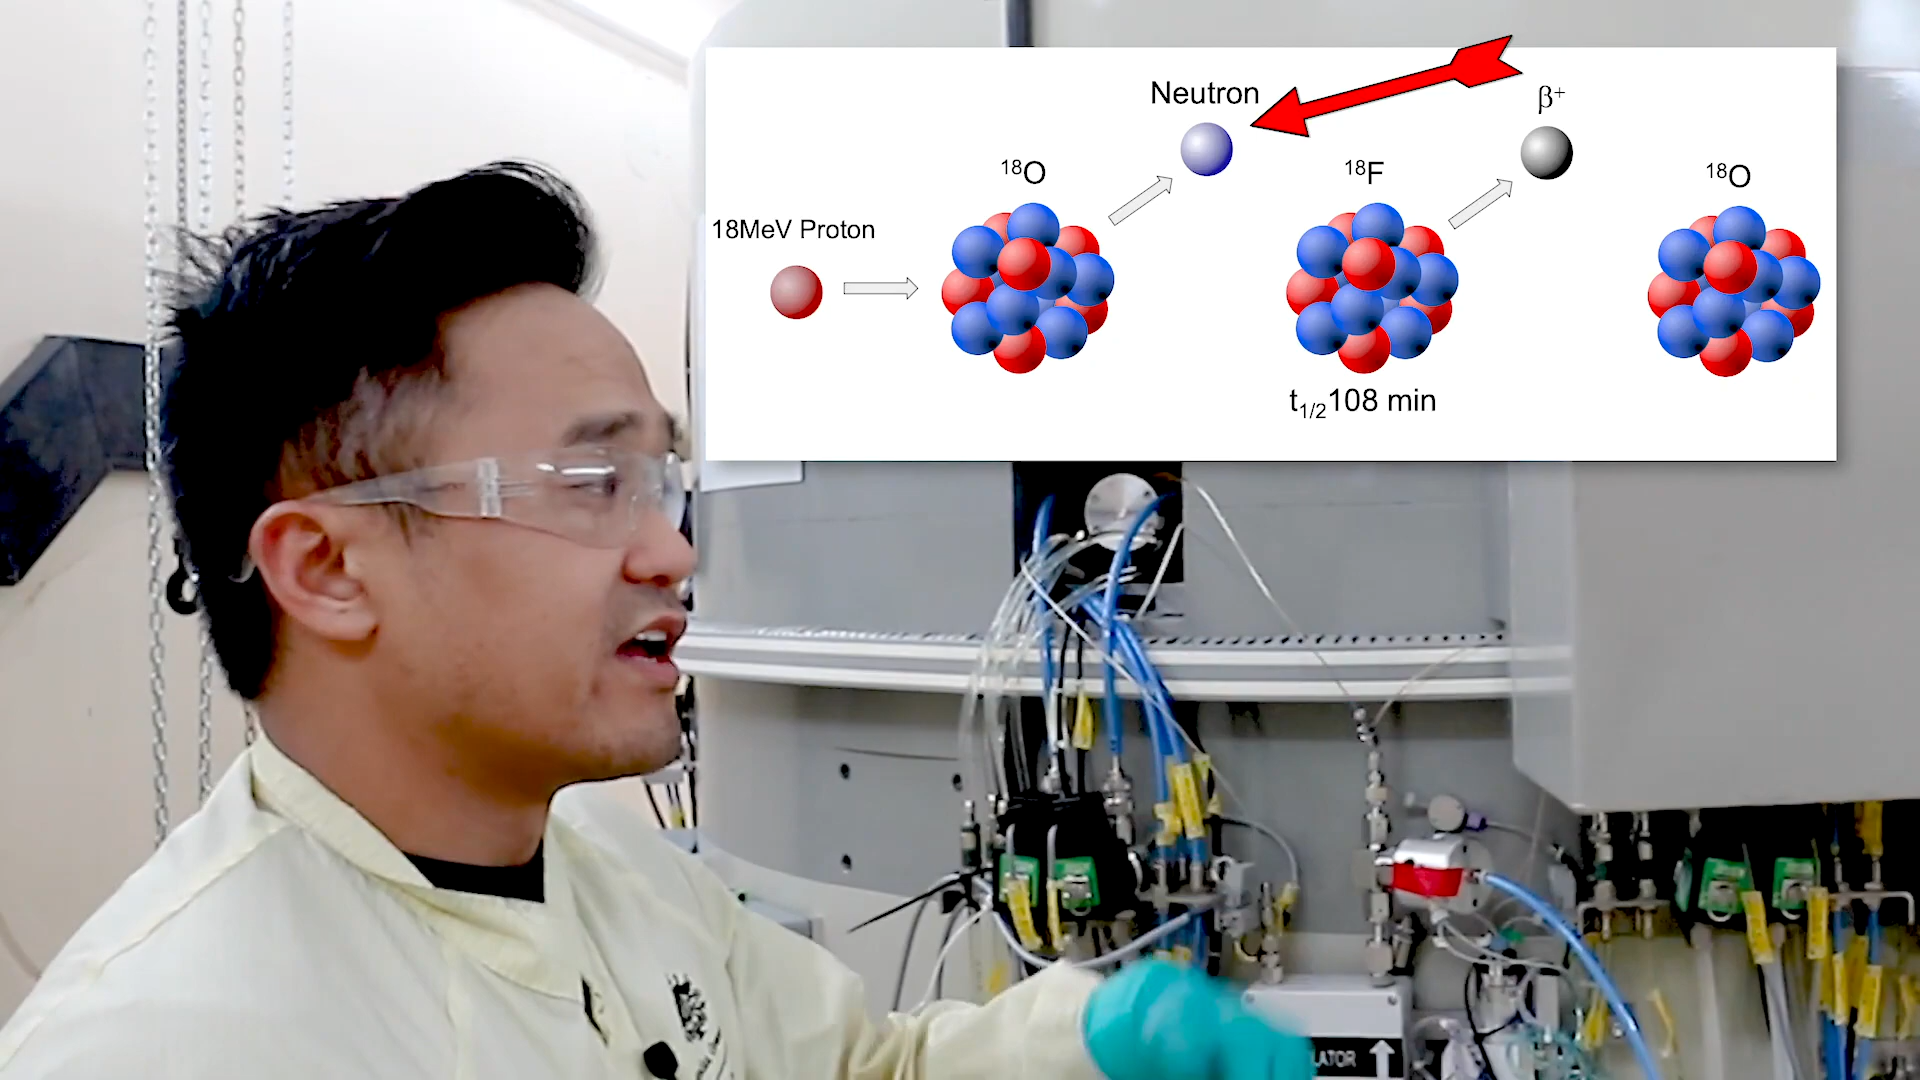 Neutron
β⁺
¹⁸O
¹⁸F
¹⁸O
18MeV Proton
t₁/₂108 min
LATOR